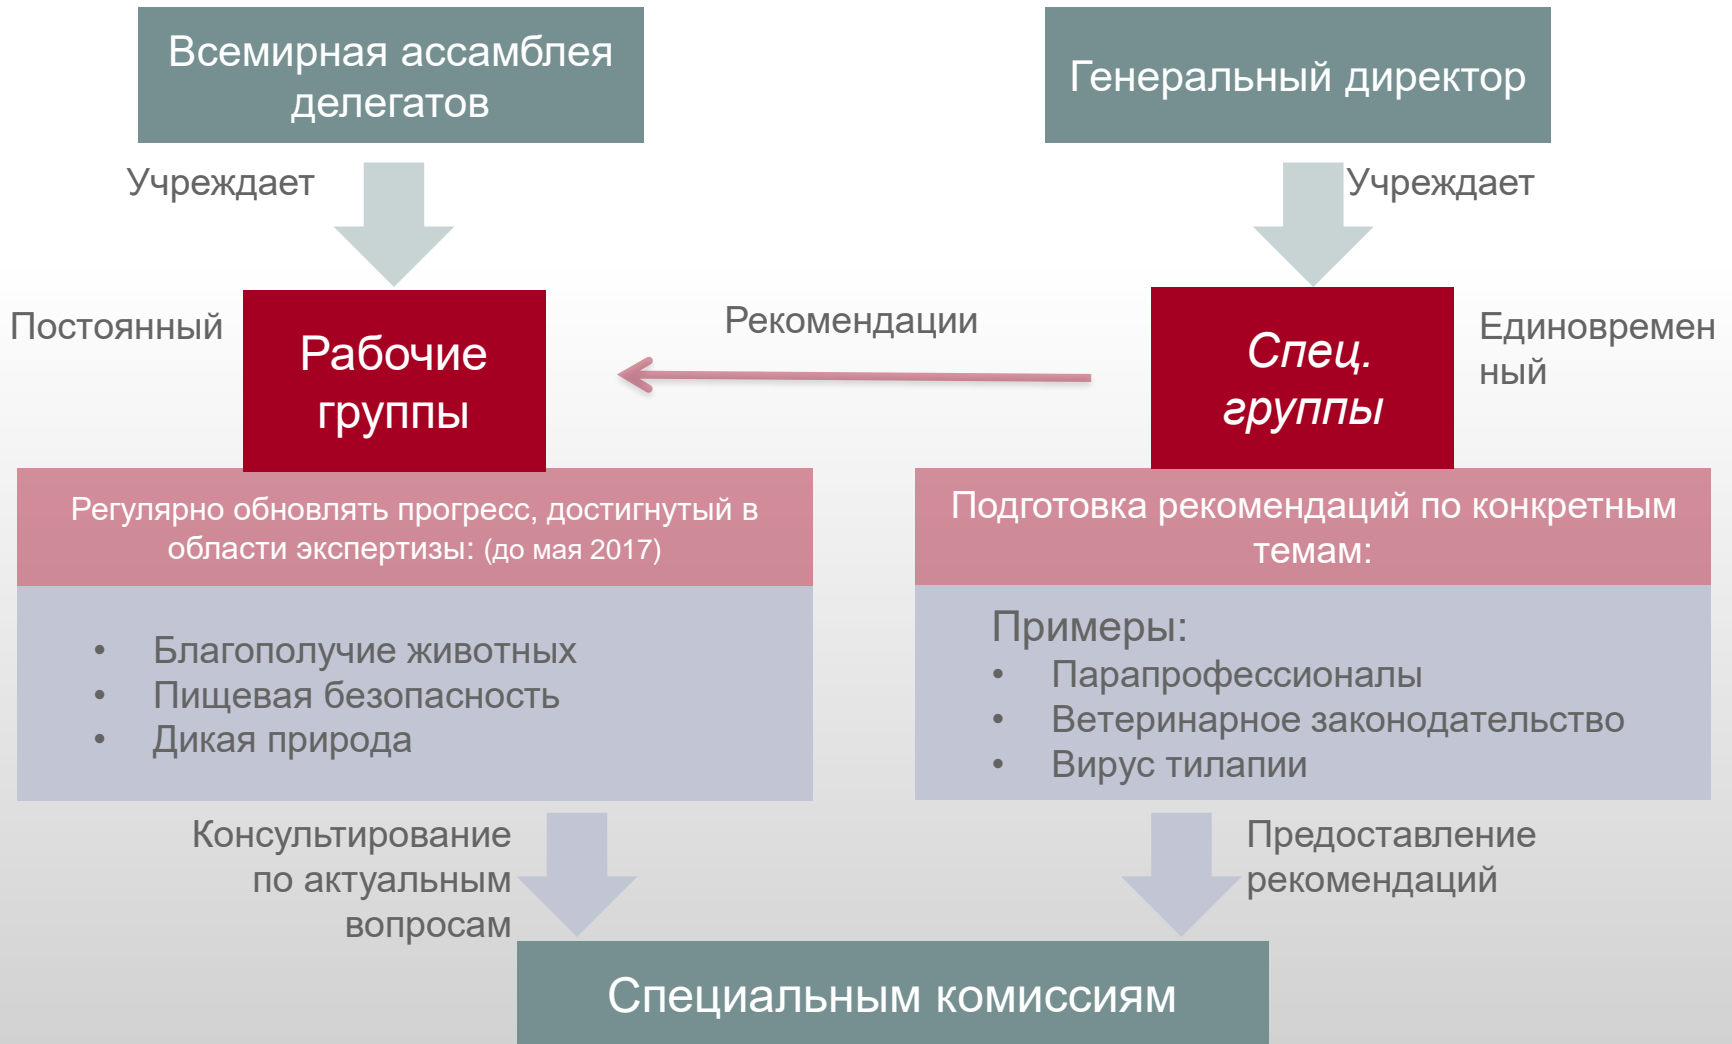 Всемирная ассамблея
делегатов
Генеральный директор
Учреждает
Учреждает
Постоянный
Рабочие
группы
Рекомендации
Спец.
группы
Единовремен
ный
Регулярно обновлять прогресс, достигнутый в
области экспертизы: (до мая 2017)
• Благополучие животных
• Пищевая безопасность
• Дикая природа
Подготовка рекомендаций по конкретным
темам:
Примеры:
• Парапрофессионалы
• Ветеринарное законодательство
• Вирус тилапии
Консультирование
по актуальным
вопросам
Предоставление
рекомендаций
Специальным комиссиям